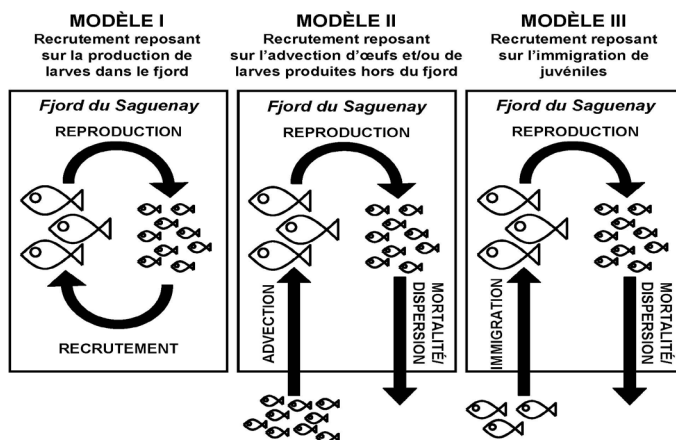 MODÈLE I
Recrutement reposant
sur la production de
larves dans le fjord
Fjord du Saguenay
REPRODUCTION
RECRUTEMENT
MODÈLE II
Recrutement reposant
sur l'advection d'œufs et/ou de
larves produites hors du fjord
Fjord du Saguenay
REPRODUCTION
ADVECTION
MORTALITÉ/
DISPERSION
MODÈLE III
Recrutement reposant
sur l'immigration de
juvéniles
Fjord du Saguenay
REPRODUCTION
IMMIGRATION
MORTALITÉ/
DISPERSION